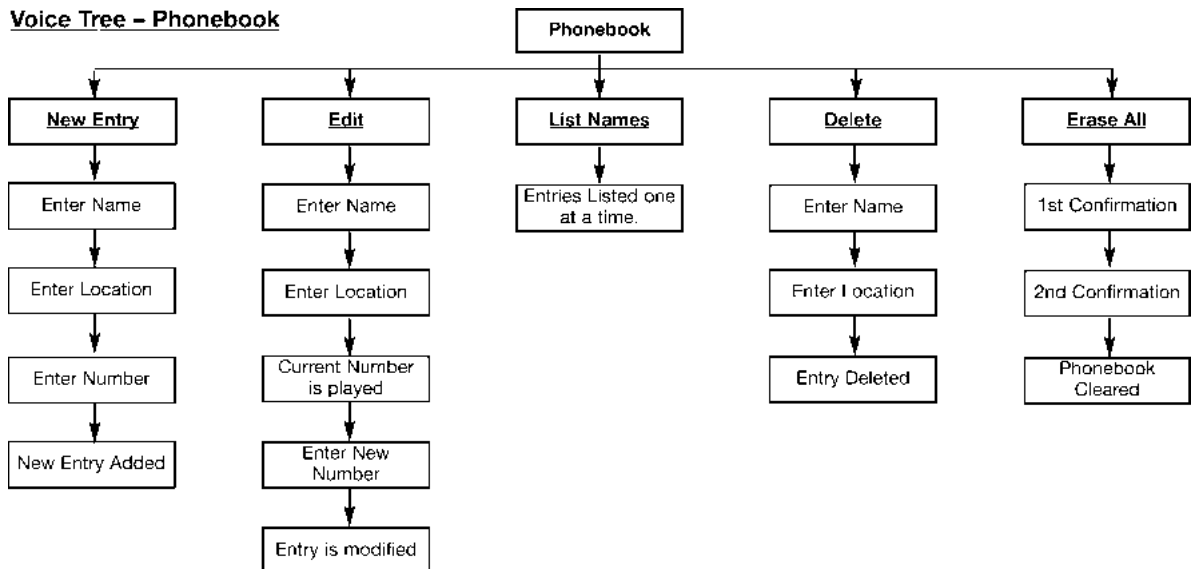 Voice Tree – Phonebook
Phonebook
New Entry
Enter Name
Enter Location
Enter Number
New Entry Added
Edit
Enter Name
Enter Location
Current Number
is played
Enter New
Number
Entry is modified
List Names
Entries Listed one
at a time.
Delete
Enter Name
Enter Location
Entry Deleted
Erase All
1st Confirmation
2nd Confirmation
Phonebook
Cleared